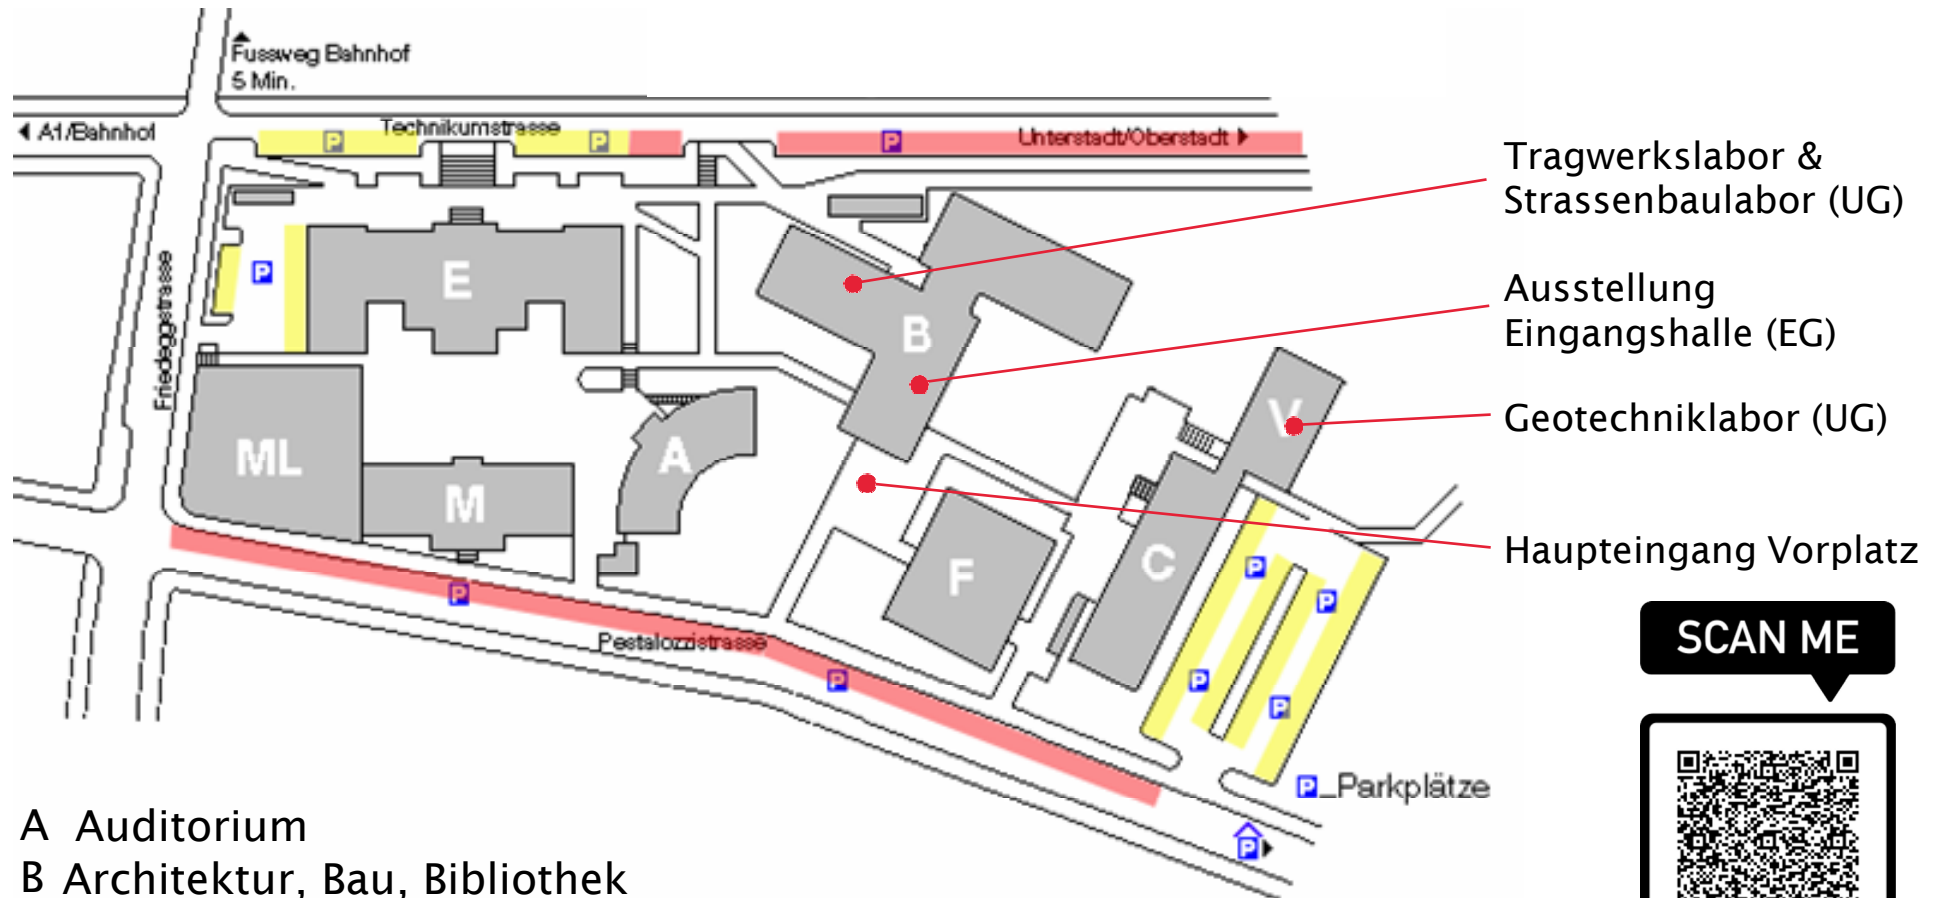 Fussweg Bahnhof
5 Min.
A1/Bahnhof
Technikumstrasse
Unterstadt/Oberstadt
P
P
P
Tragwerkslabor &
Strassenbaulabor (UG)
Friedeggstrasse
P
E
B
Ausstellung
Eingangshalle (EG)
V
Geotechniklabor (UG)
ML
M
A
F
C
Haupteingang Vorplatz
P
P
P
P
P
P
Pestalozzistrasse
SCAN ME
P_Parkplätze
P
A Auditorium
B Architektur, Bau, Bibliothek